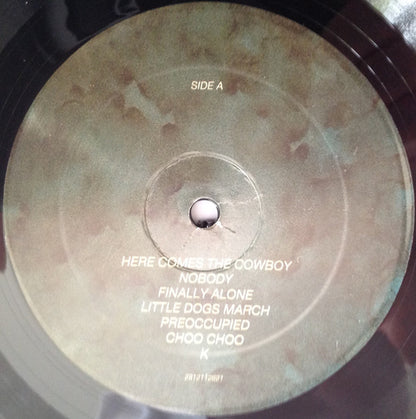 SIDE A
HERE COMES THE COWBOY
NOBODY
FINALLY ALONE
LITTLE DOGS MARCH
PREOCCUPIED
CHOO CHOO
K